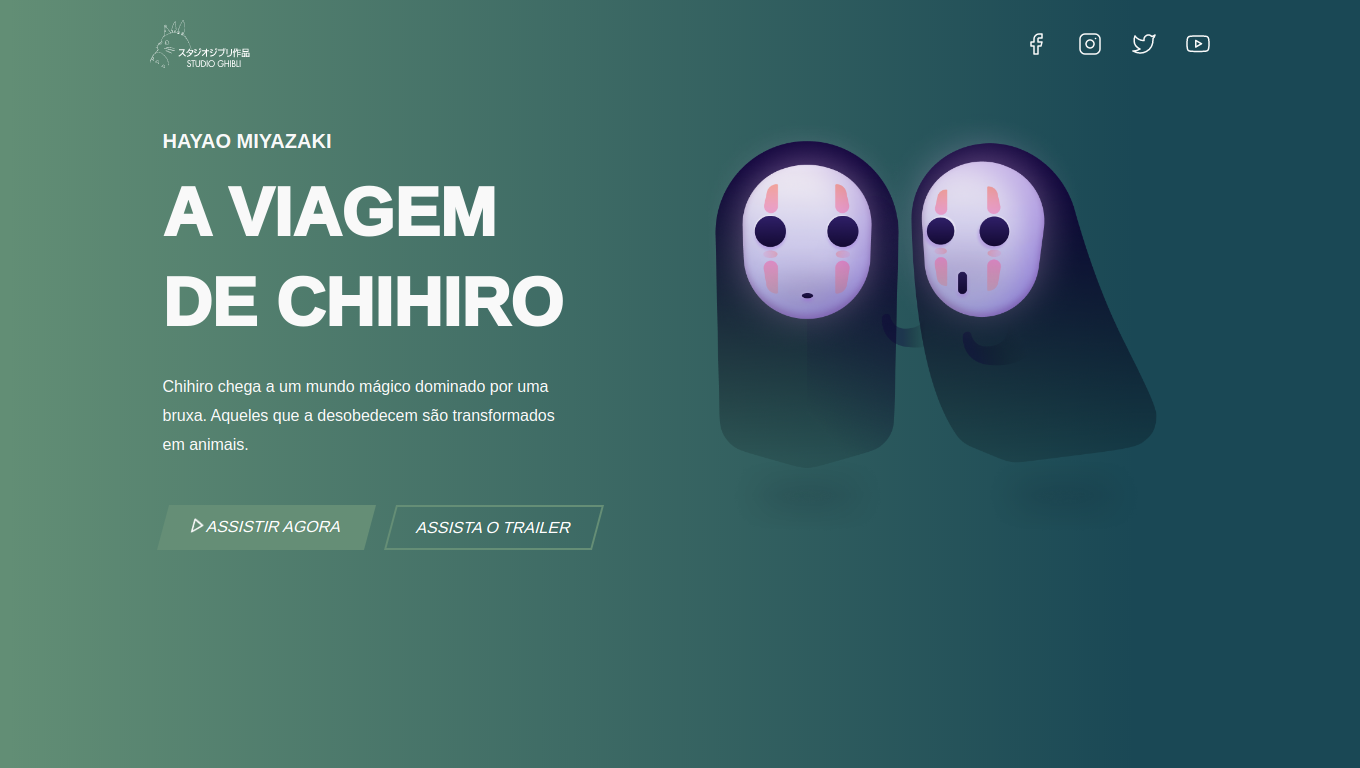 スタジオジブリ作品
STUDIO GHIBLI
HAYAO MIYAZAKI
A VIAGEM
DE CHIHIRO
Chihiro chega a um mundo mágico dominado por uma
bruxa. Aqueles que a desobedecem são transformados
em animais.
ASSISTIR AGORA
ASSISTA O TRAILER